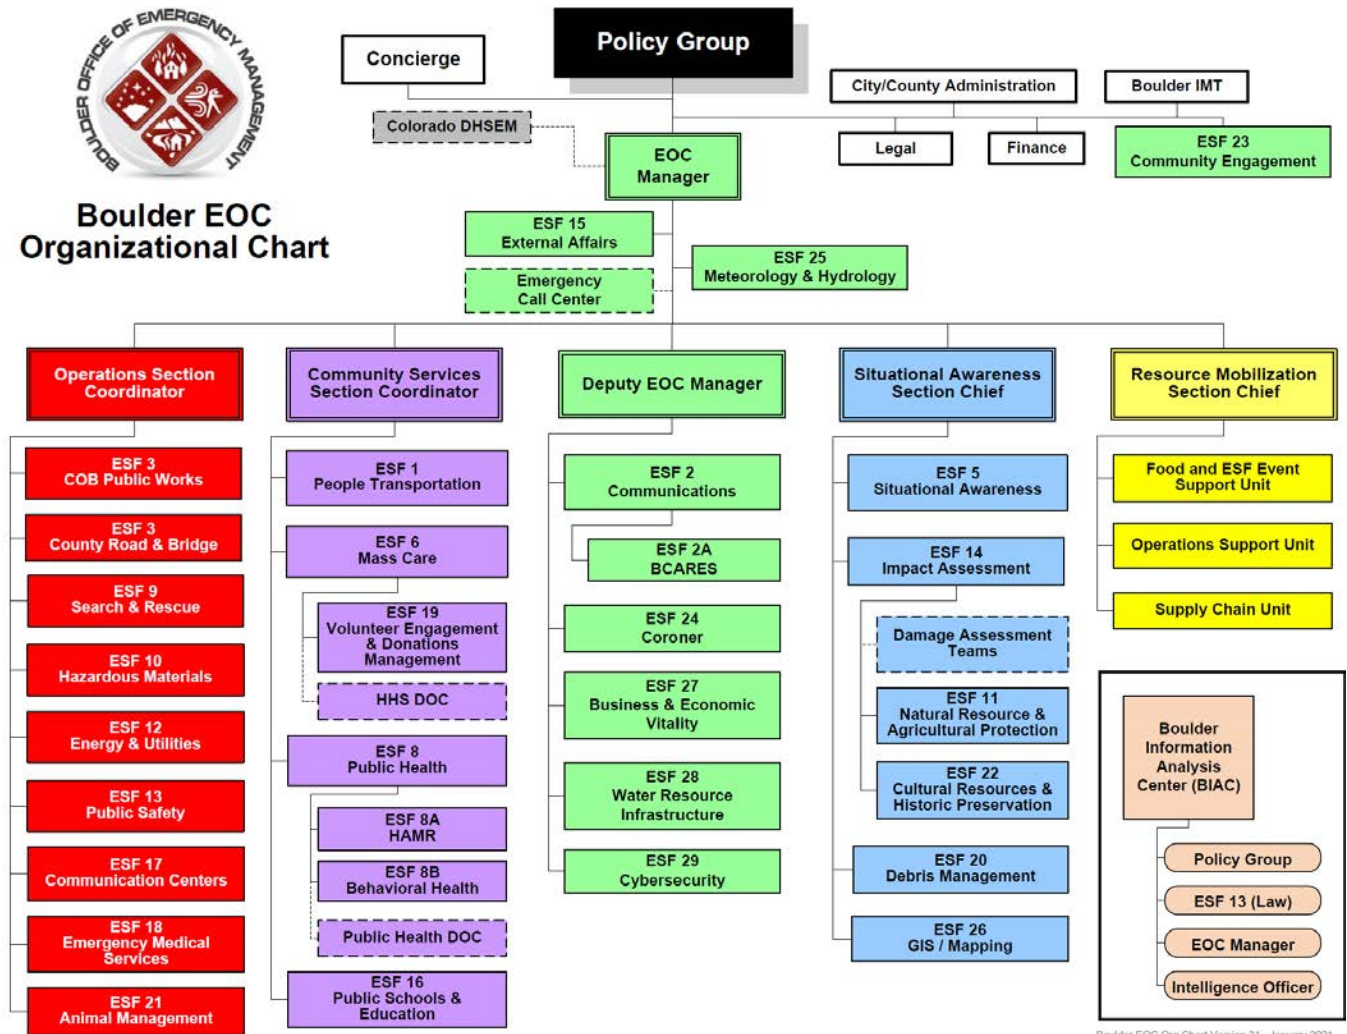 BOULDER OFFICE OF EMERGENCY MANAGEMENT
Boulder EOC
Organizational Chart
Policy Group
Concierge
Colorado DHSEM
City/County Administration
Boulder IMT
Legal
Finance
ESF 23
Community Engagement
EOC
Manager
ESF 15
External Affairs
ESF 25
Meteorology & Hydrology
Emergency
Call Center
Operations Section
Coordinator
ESF 3
COB Public Works
ESF 3
County Road & Bridge
ESF 9
Search & Rescue
ESF 10
Hazardous Materials
ESF 12
Energy & Utilities
ESF 13
Public Safety
ESF 17
Communication Centers
ESF 18
Emergency Medical
Services
ESF 21
Animal Management
Community Services
Section Coordinator
ESF 1
People Transportation
ESF 6
Mass Care
ESF 19
Volunteer Engagement
& Donations
Management
HHS DOC
ESF 8
Public Health
ESF 8A
HAMR
ESF 8B
Behavioral Health
Public Health DOC
ESF 16
Public Schools &
Education
Deputy EOC Manager
ESF 2
Communications
ESF 2A
BCARES
ESF 24
Coroner
ESF 27
Business & Economic
Vitality
ESF 28
Water Resource
Infrastructure
ESF 29
Cybersecurity
Situational Awareness
Section Chief
ESF 5
Situational Awareness
ESF 14
Impact Assessment
Damage Assessment
Teams
ESF 11
Natural Resource &
Agricultural Protection
ESF 22
Cultural Resources &
Historic Preservation
ESF 20
Debris Management
ESF 26
GIS / Mapping
Resource Mobilization
Section Chief
Food and ESF Event
Support Unit
Operations Support Unit
Supply Chain Unit
Boulder
Information
Analysis
Center (BIAC)
Policy Group
ESF 13 (Law)
EOC Manager
Intelligence Officer